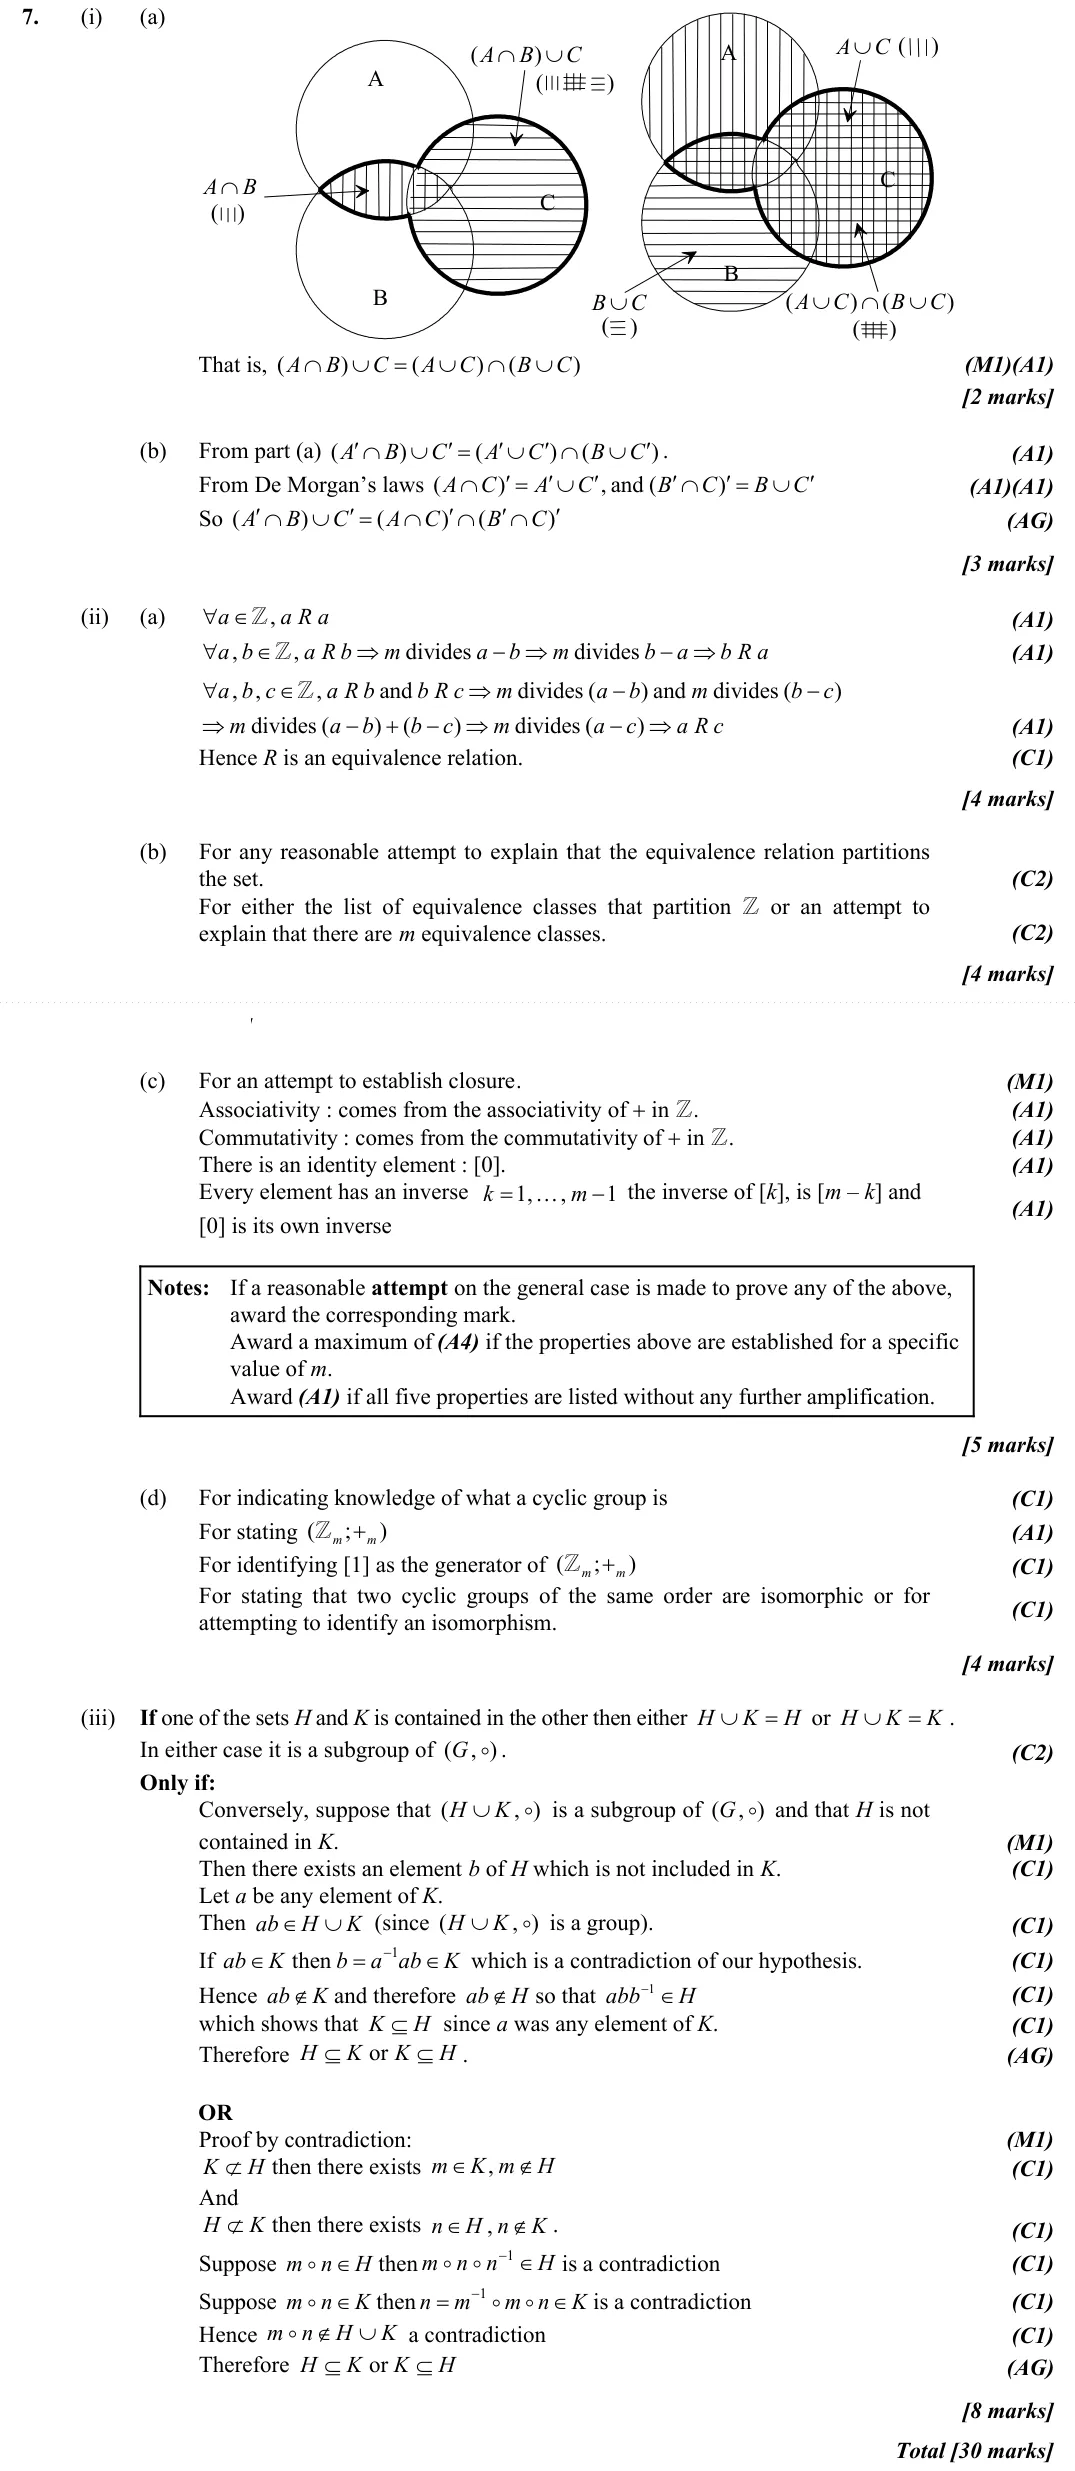 7. (i) (a)
A
B
C
(A ∩ B) ∪ C
(||| ⌗ ≡)
A ∩ B
(|||)
A
B
C
A ∪ C (|||)
B ∪ C
(≡)
(A ∪ C) ∩ (B ∪ C)
(⌗)
That is, (A ∩ B) ∪ C = (A ∪ C) ∩ (B ∪ C) (M1)(A1)
[2 marks]
(b) From part (a) (A′ ∩ B) ∪ C′ = (A′ ∪ C′) ∩ (B ∪ C′). (A1)
From De Morgan's laws (A ∩ C)′ = A′ ∪ C′, and (B′ ∩ C)′ = B ∪ C′ (A1)(A1)
So (A′ ∩ B) ∪ C′ = (A ∩ C)′ ∩ (B′ ∩ C)′ (AG)
[3 marks]
(ii) (a) ∀a ∈ ℤ, a R a (A1)
∀a, b ∈ ℤ, a R b ⇒ m divides a − b ⇒ m divides b − a ⇒ b R a (A1)
∀a, b, c ∈ ℤ, a R b and b R c ⇒ m divides (a − b) and m divides (b − c)
⇒ m divides (a − b) + (b − c) ⇒ m divides (a − c) ⇒ a R c (A1)
Hence R is an equivalence relation. (C1)
[4 marks]
(b) For any reasonable attempt to explain that the equivalence relation partitions
the set. (C2)
For either the list of equivalence classes that partition ℤ or an attempt to
explain that there are m equivalence classes. (C2)
[4 marks]
(c) For an attempt to establish closure. (M1)
Associativity : comes from the associativity of + in ℤ. (A1)
Commutativity : comes from the commutativity of + in ℤ. (A1)
There is an identity element : [0]. (A1)
Every element has an inverse k = 1, …, m − 1 the inverse of [k], is [m – k] and
[0] is its own inverse (A1)
Notes: If a reasonable attempt on the general case is made to prove any of the above,
award the corresponding mark.
Award a maximum of (A4) if the properties above are established for a specific
value of m.
Award (A1) if all five properties are listed without any further amplification.
[5 marks]
(d) For indicating knowledge of what a cyclic group is (C1)
For stating (ℤₘ; +ₘ) (A1)
For identifying [1] as the generator of (ℤₘ; +ₘ) (C1)
For stating that two cyclic groups of the same order are isomorphic or for
attempting to identify an isomorphism. (C1)
[4 marks]
(iii) If one of the sets H and K is contained in the other then either H ∪ K = H or H ∪ K = K .
In either case it is a subgroup of (G, ∘). (C2)
Only if:
Conversely, suppose that (H ∪ K, ∘) is a subgroup of (G, ∘) and that H is not
contained in K. (M1)
Then there exists an element b of H which is not included in K. (C1)
Let a be any element of K.
Then ab ∈ H ∪ K (since (H ∪ K, ∘) is a group). (C1)
If ab ∈ K then b = a⁻¹ab ∈ K which is a contradiction of our hypothesis. (C1)
Hence ab ∉ K and therefore ab ∉ H so that abb⁻¹ ∈ H (C1)
which shows that K ⊆ H since a was any element of K. (C1)
Therefore H ⊆ K or K ⊆ H . (AG)
OR
Proof by contradiction: (M1)
K ⊄ H then there exists m ∈ K, m ∉ H (C1)
And
H ⊄ K then there exists n ∈ H, n ∉ K . (C1)
Suppose m ∘ n ∈ H then m ∘ n ∘ n⁻¹ ∈ H is a contradiction (C1)
Suppose m ∘ n ∈ K then n = m⁻¹ ∘ m ∘ n ∈ K is a contradiction (C1)
Hence m ∘ n ∉ H ∪ K a contradiction (C1)
Therefore H ⊆ K or K ⊆ H (AG)
[8 marks]
Total [30 marks]